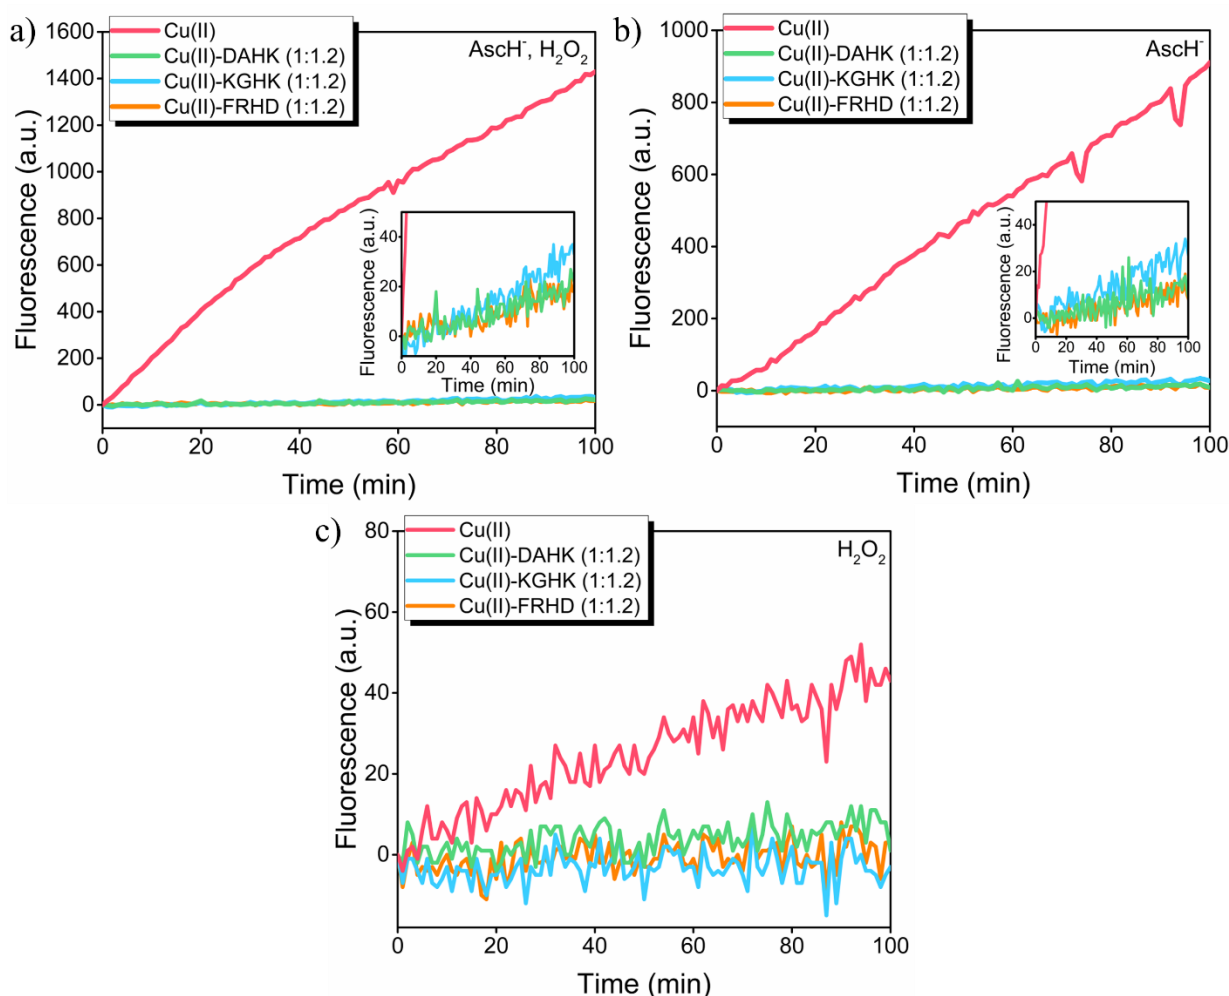 a)
Cu(II)
Cu(II)-DAHK (1:1.2)
Cu(II)-KGHK (1:1.2)
Cu(II)-FRHD (1:1.2)
AscH⁻, H₂O₂
Fluorescence (a.u.)
1600
1400
1200
1000
800
600
400
200
0
0 20 40 60 80 100
Time (min)
Fluorescence (a.u.)
40
20
0
0 20 40 60 80 100
Time (min)
b)
Cu(II)
Cu(II)-DAHK (1:1.2)
Cu(II)-KGHK (1:1.2)
Cu(II)-FRHD (1:1.2)
AscH⁻
Fluorescence (a.u.)
1000
800
600
400
200
0
0 20 40 60 80 100
Time (min)
Fluorescence (a.u.)
40
20
0
0 20 40 60 80 100
Time (min)
c)
Cu(II)
Cu(II)-DAHK (1:1.2)
Cu(II)-KGHK (1:1.2)
Cu(II)-FRHD (1:1.2)
H₂O₂
Fluorescence (a.u.)
80
60
40
20
0
0 20 40 60 80 100
Time (min)